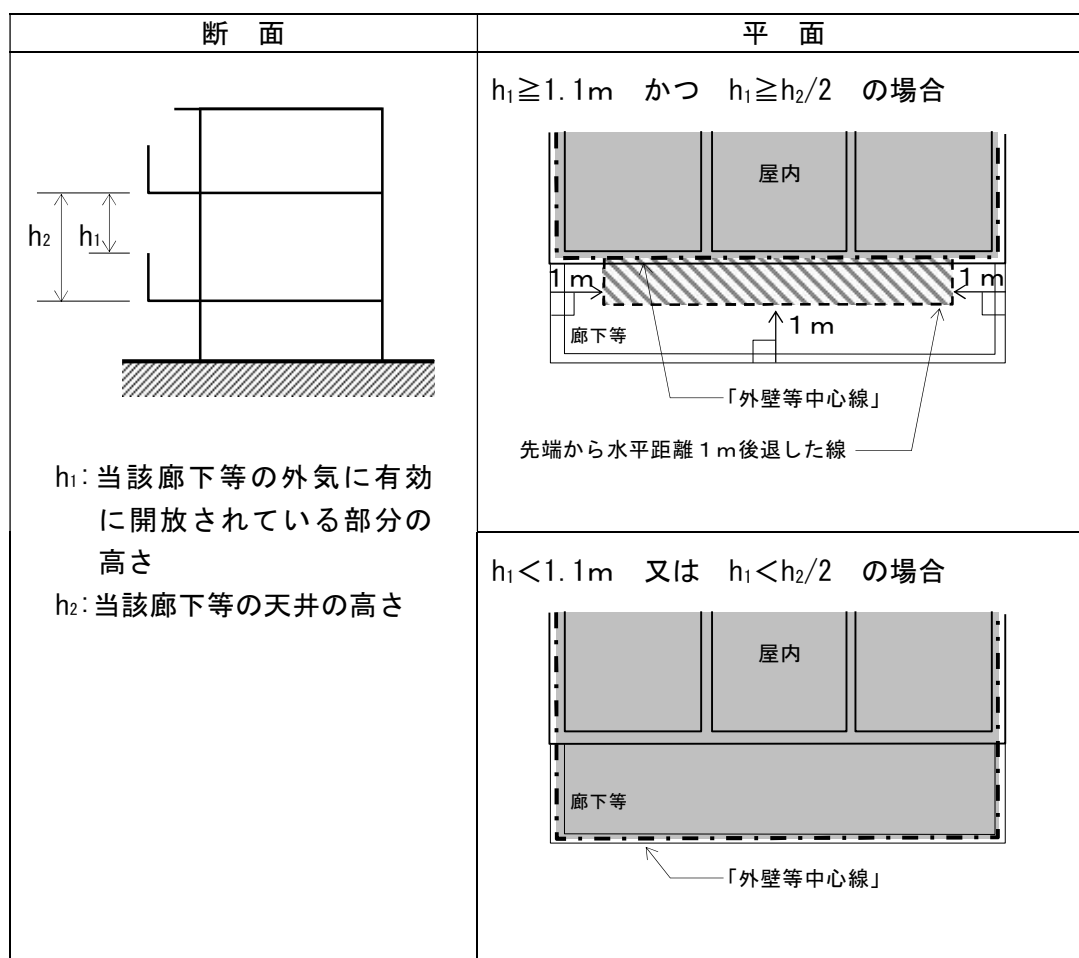 断　面
平　面
h₂
h₁
h₁：当該廊下等の外気に有効
に開放されている部分の
高さ
h₂：当該廊下等の天井の高さ
h₁≧1.1ｍ　かつ　h₁≧h₂/2　の場合
屋内
１ｍ
１ｍ
１ｍ
廊下等
「外壁等中心線」
先端から水平距離１ｍ後退した線
h₁＜1.1ｍ　又は　h₁＜h₂/2　の場合
屋内
廊下等
「外壁等中心線」